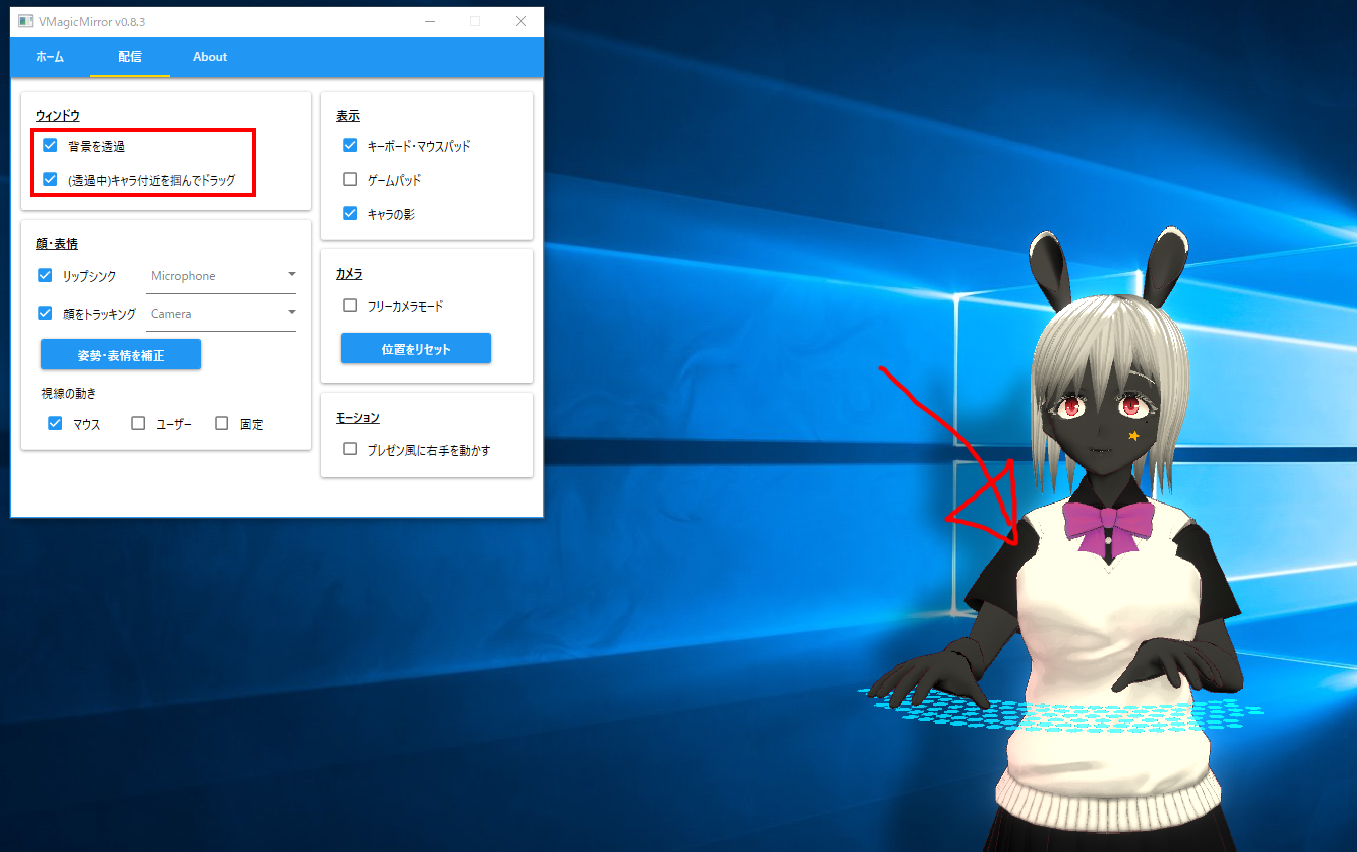 VMagicMirror v0.8.3
ホーム 配信 About
ウィンドウ
背景を透過
(透過中)キャラ付近を掴んでドラッグ
顔・表情
リップシンク Microphone
顔をトラッキング Camera
姿勢・表情を補正
視線の動き
マウス ユーザー 固定
表示
キーボード・マウスパッド
ゲームパッド
キャラの影
カメラ
フリーカメラモード
位置をリセット
モーション
プレゼン風に右手を動かす